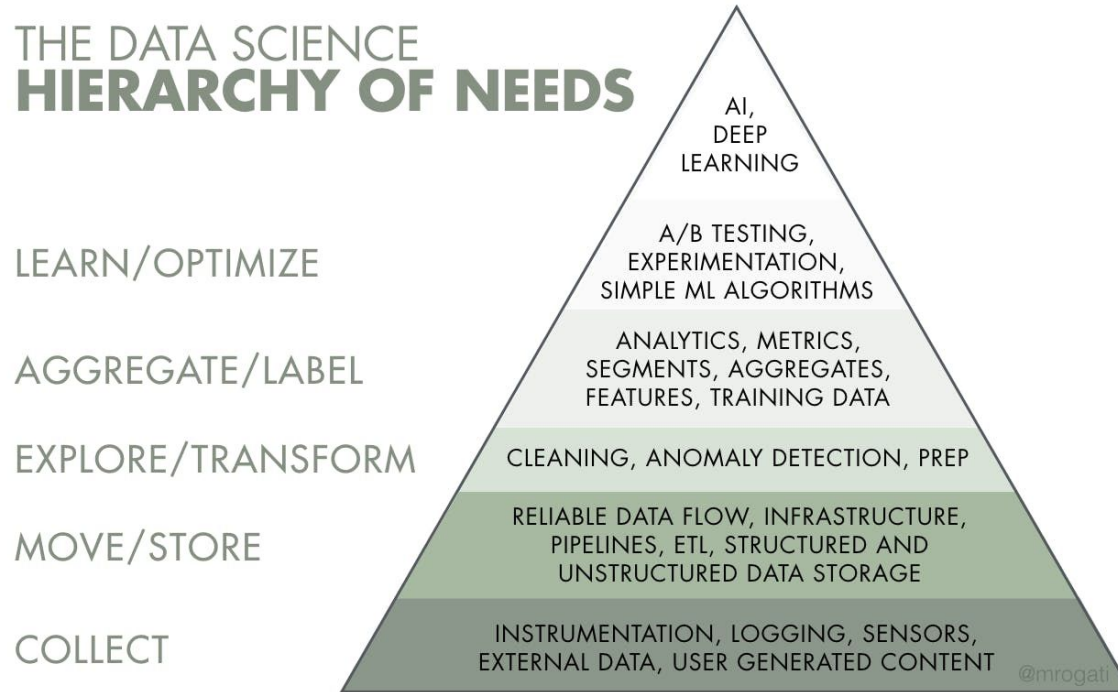 THE DATA SCIENCE
HIERARCHY OF NEEDS
AI,
DEEP
LEARNING
LEARN/OPTIMIZE
A/B TESTING,
EXPERIMENTATION,
SIMPLE ML ALGORITHMS
AGGREGATE/LABEL
ANALYTICS, METRICS,
SEGMENTS, AGGREGATES,
FEATURES, TRAINING DATA
EXPLORE/TRANSFORM
CLEANING, ANOMALY DETECTION, PREP
MOVE/STORE
RELIABLE DATA FLOW, INFRASTRUCTURE,
PIPELINES, ETL, STRUCTURED AND
UNSTRUCTURED DATA STORAGE
COLLECT
INSTRUMENTATION, LOGGING, SENSORS,
EXTERNAL DATA, USER GENERATED CONTENT
@mrogati